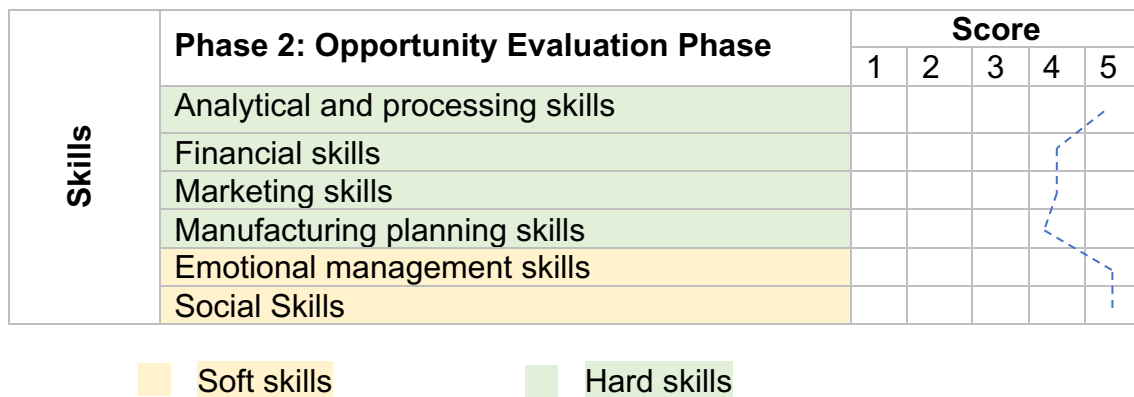 Skills
Phase 2: Opportunity Evaluation Phase
Score
1 2 3 4 5
Analytical and processing skills
Financial skills
Marketing skills
Manufacturing planning skills
Emotional management skills
Social Skills
Soft skills Hard skills